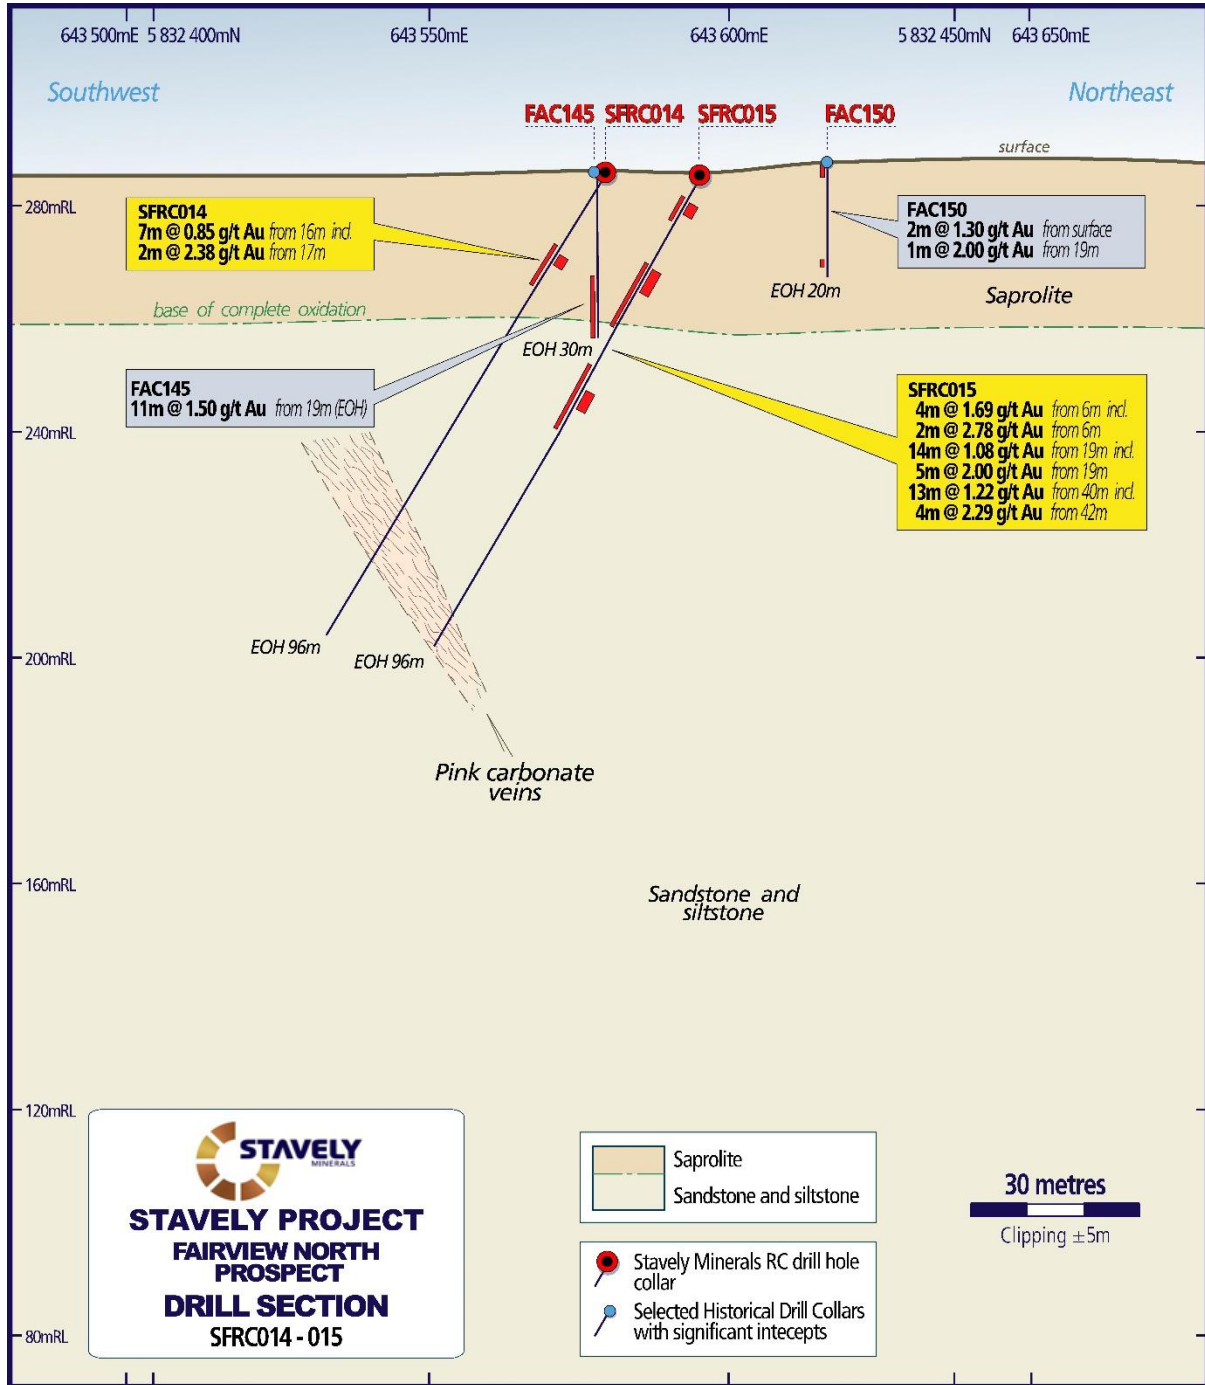 643 500mE 5 832 400mN 643 550mE 643 600mE 5 832 450mN 643 650mE
Southwest
Northeast
FAC145 SFRC014 SFRC015 FAC150
surface
280mRL
SFRC014
7m @ 0.85 g/t Au from 16m incl.
2m @ 2.38 g/t Au from 17m
FAC150
2m @ 1.30 g/t Au from surface
1m @ 2.00 g/t Au from 19m
EOH 20m
Saprolite
base of complete oxidation
EOH 30m
FAC145
11m @ 1.50 g/t Au from 19m (EOH)
SFRC015
4m @ 1.69 g/t Au from 6m incl.
2m @ 2.78 g/t Au from 6m
14m @ 1.08 g/t Au from 19m incl.
5m @ 2.00 g/t Au from 19m
13m @ 1.22 g/t Au from 40m incl.
4m @ 2.29 g/t Au from 42m
240mRL
EOH 96m
EOH 96m
200mRL
Pink carbonate
veins
160mRL
Sandstone and
siltstone
120mRL
STAVELY
MINERALS
STAVELY PROJECT
FAIRVIEW NORTH
PROSPECT
DRILL SECTION
SFRC014 - 015
Saprolite
Sandstone and siltstone
30 metres
Clipping ±5m
Stavely Minerals RC drill hole
collar
Selected Historical Drill Collars
with significant intecepts
80mRL